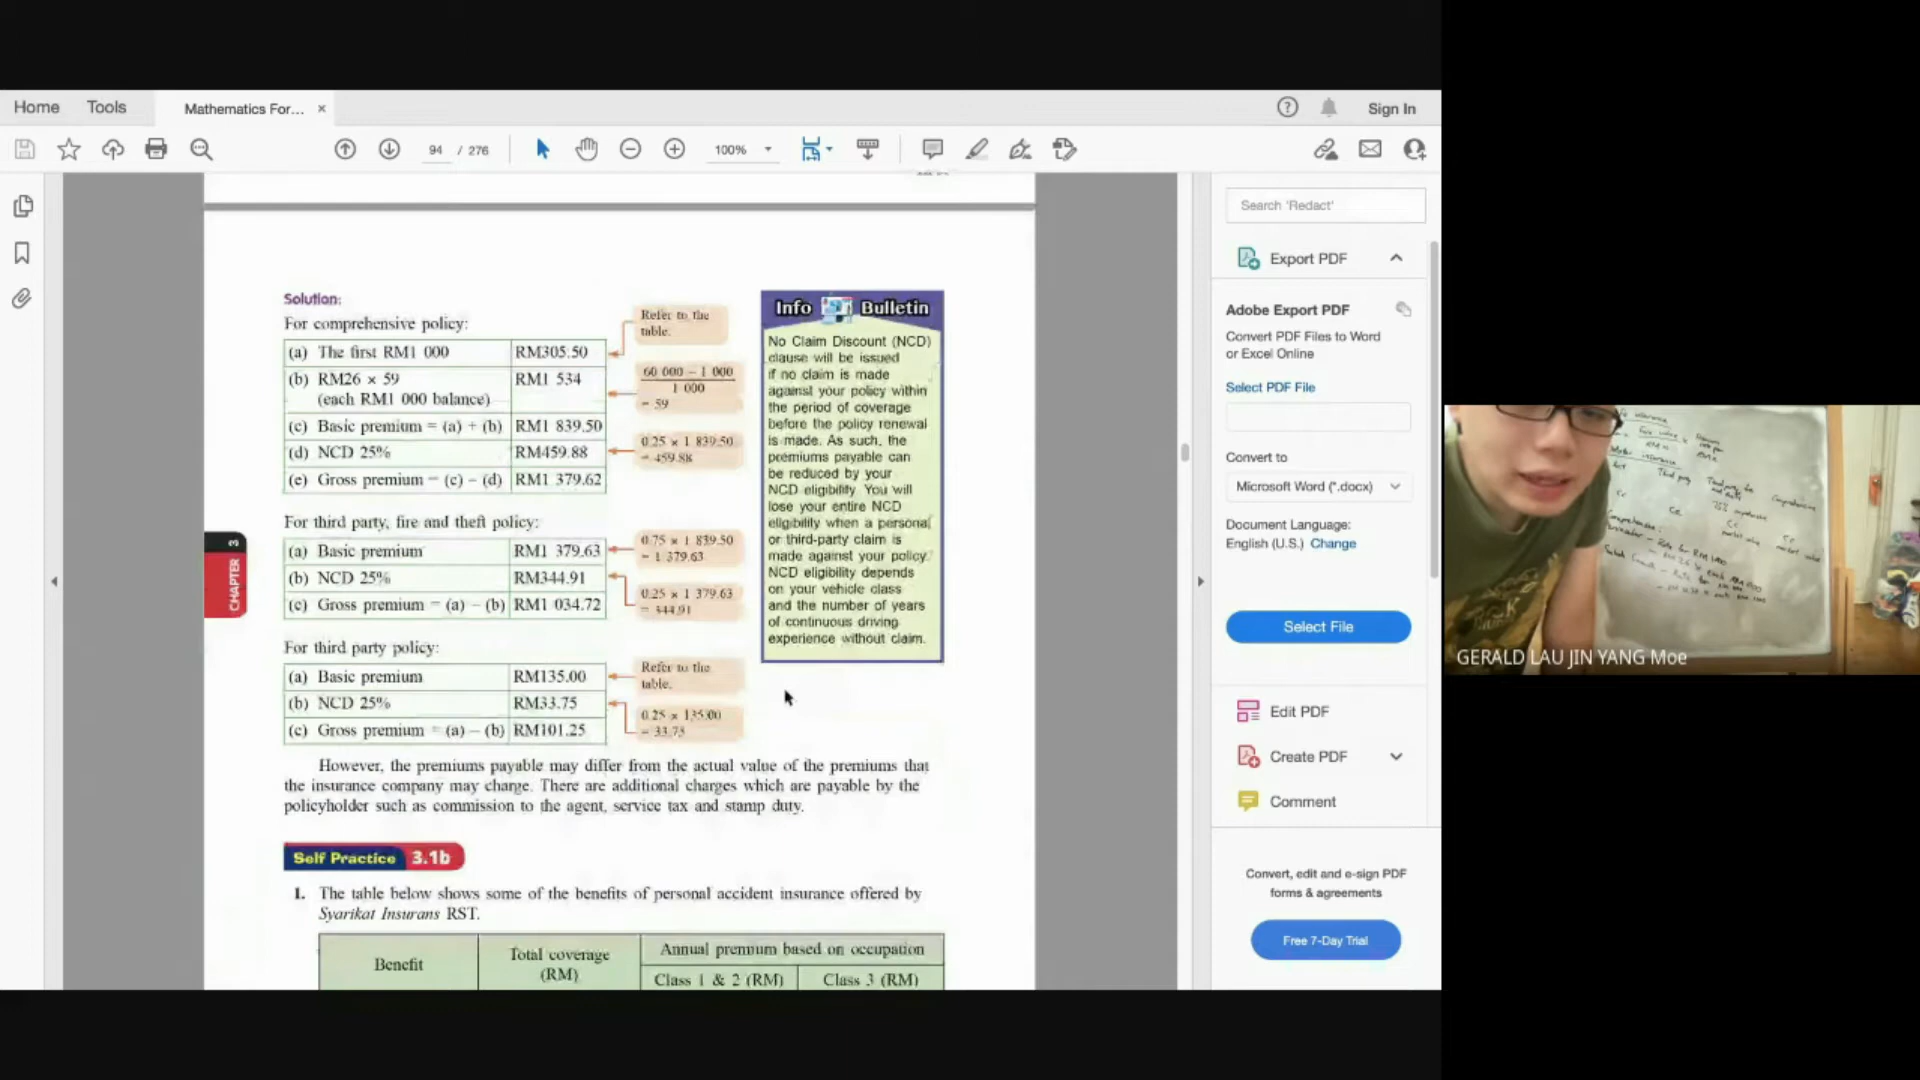 Home Tools Mathematics For... × Sign In
94 / 276 100%
Solution:
For comprehensive policy:
(a) The first RM1 000 RM305.50
(b) RM26 × 59 RM1 534
(each RM1 000 balance)
(c) Basic premium = (a) + (b) RM1 839.50
(d) NCD 25% RM459.88
(e) Gross premium = (c) – (d) RM1 379.62
Refer to the
table.
60 000 – 1 000
1 000
= 59
0.25 × 1 839.50
= 459.88
For third party, fire and theft policy:
(a) Basic premium RM1 379.63
(b) NCD 25% RM344.91
(c) Gross premium = (a) – (b) RM1 034.72
0.75 × 1 839.50
= 1 379.63
0.25 × 1 379.63
= 344.91
For third party policy:
(a) Basic premium RM135.00
(b) NCD 25% RM33.75
(c) Gross premium = (a) – (b) RM101.25
Refer to the
table.
0.25 × 135.00
= 33.75
Info Bulletin
No Claim Discount (NCD)
clause will be issued
if no claim is made
against your policy within
the period of coverage
before the policy renewal
is made. As such, the
premiums payable can
be reduced by your
NCD eligibility. You will
lose your entire NCD
eligibility when a personal
or third-party claim is
made against your policy.
NCD eligibility depends
on your vehicle class
and the number of years
of continuous driving
experience without claim.
CHAPTER 3
However, the premiums payable may differ from the actual value of the premiums that
the insurance company may charge. There are additional charges which are payable by the
policyholder such as commission to the agent, service tax and stamp duty.
Self Practice 3.1b
1. The table below shows some of the benefits of personal accident insurance offered by
Syarikat Insurans RST.
Benefit
Total coverage
(RM)
Annual premium based on occupation
Class 1 & 2 (RM) Class 3 (RM)
Search 'Redact'
Export PDF
Adobe Export PDF
Convert PDF Files to Word
or Excel Online
Select PDF File
Convert to
Microsoft Word (*.docx)
Document Language:
English (U.S.) Change
Select File
Edit PDF
Create PDF
Comment
Convert, edit and e-sign PDF
forms & agreements
Free 7-Day Trial
Third party
Comprehensive
GERALD LAU JIN YANG Moe